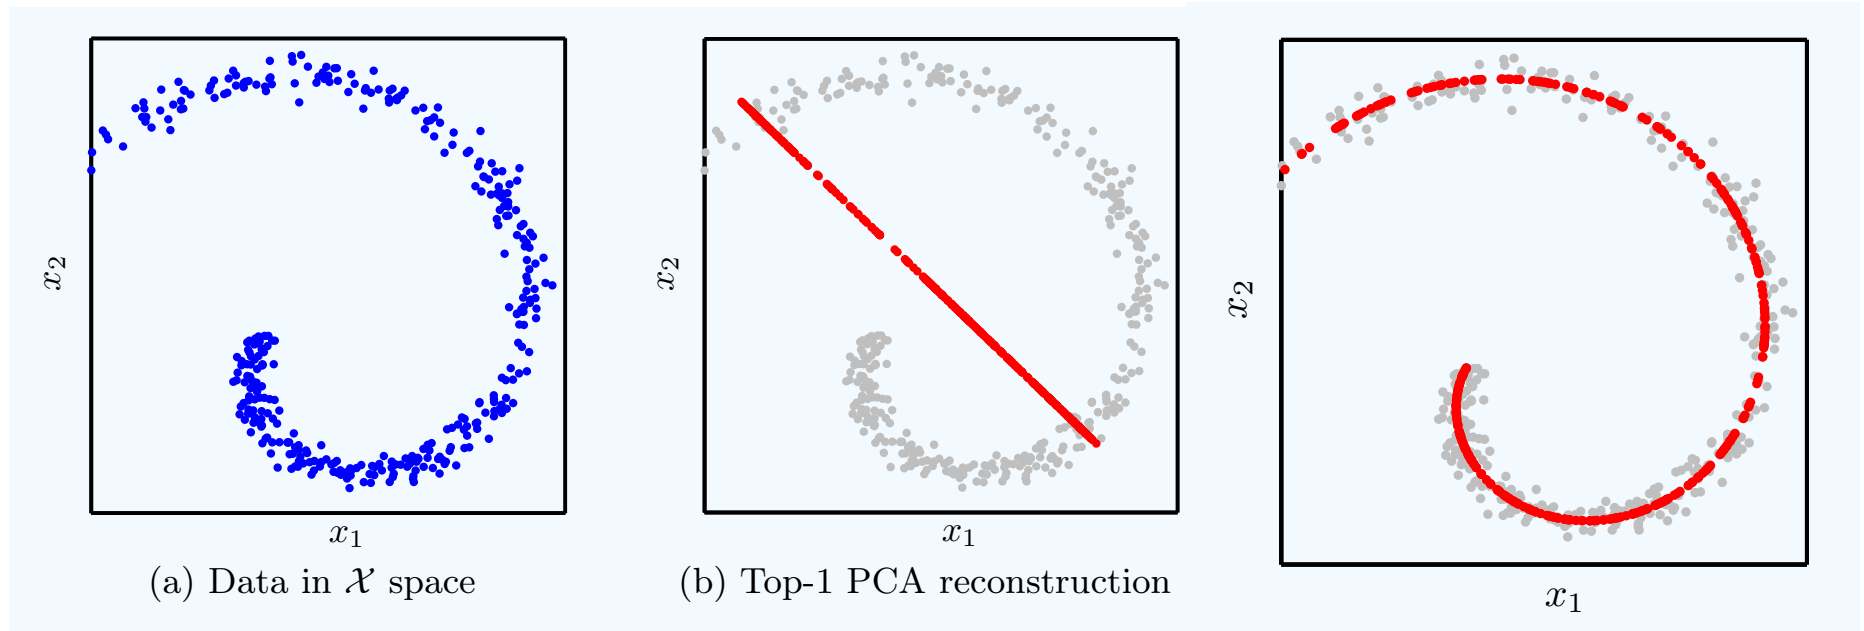 x₂
x₁
(a) Data in 𝒳 space
x₂
x₁
(b) Top-1 PCA reconstruction
x₂
x₁